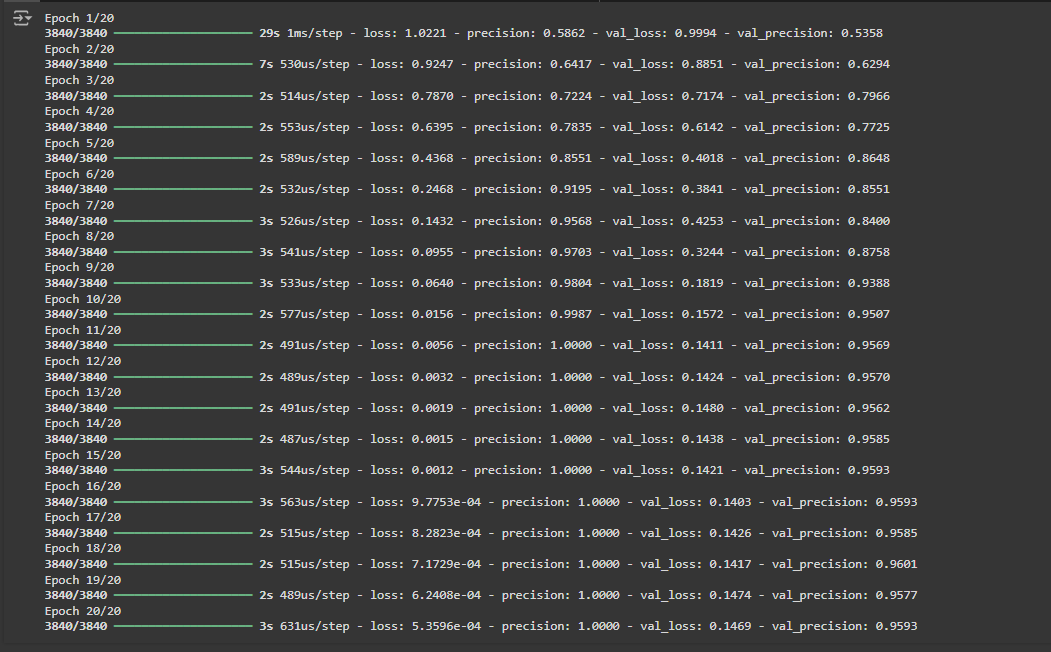 Epoch 1/20
3840/3840 29s 1ms/step - loss: 1.0221 - precision: 0.5862 - val_loss: 0.9994 - val_precision: 0.5358
Epoch 2/20
3840/3840 7s 530us/step - loss: 0.9247 - precision: 0.6417 - val_loss: 0.8851 - val_precision: 0.6294
Epoch 3/20
3840/3840 2s 514us/step - loss: 0.7870 - precision: 0.7224 - val_loss: 0.7174 - val_precision: 0.7966
Epoch 4/20
3840/3840 2s 553us/step - loss: 0.6395 - precision: 0.7835 - val_loss: 0.6142 - val_precision: 0.7725
Epoch 5/20
3840/3840 2s 589us/step - loss: 0.4368 - precision: 0.8551 - val_loss: 0.4018 - val_precision: 0.8648
Epoch 6/20
3840/3840 2s 532us/step - loss: 0.2468 - precision: 0.9195 - val_loss: 0.3841 - val_precision: 0.8551
Epoch 7/20
3840/3840 3s 526us/step - loss: 0.1432 - precision: 0.9568 - val_loss: 0.4253 - val_precision: 0.8400
Epoch 8/20
3840/3840 3s 541us/step - loss: 0.0955 - precision: 0.9703 - val_loss: 0.3244 - val_precision: 0.8758
Epoch 9/20
3840/3840 3s 533us/step - loss: 0.0640 - precision: 0.9804 - val_loss: 0.1819 - val_precision: 0.9388
Epoch 10/20
3840/3840 2s 577us/step - loss: 0.0156 - precision: 0.9987 - val_loss: 0.1572 - val_precision: 0.9507
Epoch 11/20
3840/3840 2s 491us/step - loss: 0.0056 - precision: 1.0000 - val_loss: 0.1411 - val_precision: 0.9569
Epoch 12/20
3840/3840 2s 489us/step - loss: 0.0032 - precision: 1.0000 - val_loss: 0.1424 - val_precision: 0.9570
Epoch 13/20
3840/3840 2s 491us/step - loss: 0.0019 - precision: 1.0000 - val_loss: 0.1480 - val_precision: 0.9562
Epoch 14/20
3840/3840 2s 487us/step - loss: 0.0015 - precision: 1.0000 - val_loss: 0.1438 - val_precision: 0.9585
Epoch 15/20
3840/3840 3s 544us/step - loss: 0.0012 - precision: 1.0000 - val_loss: 0.1421 - val_precision: 0.9593
Epoch 16/20
3840/3840 3s 563us/step - loss: 9.7753e-04 - precision: 1.0000 - val_loss: 0.1403 - val_precision: 0.9593
Epoch 17/20
3840/3840 2s 515us/step - loss: 8.2823e-04 - precision: 1.0000 - val_loss: 0.1426 - val_precision: 0.9585
Epoch 18/20
3840/3840 2s 515us/step - loss: 7.1729e-04 - precision: 1.0000 - val_loss: 0.1417 - val_precision: 0.9601
Epoch 19/20
3840/3840 2s 489us/step - loss: 6.2408e-04 - precision: 1.0000 - val_loss: 0.1474 - val_precision: 0.9577
Epoch 20/20
3840/3840 3s 631us/step - loss: 5.3596e-04 - precision: 1.0000 - val_loss: 0.1469 - val_precision: 0.9593